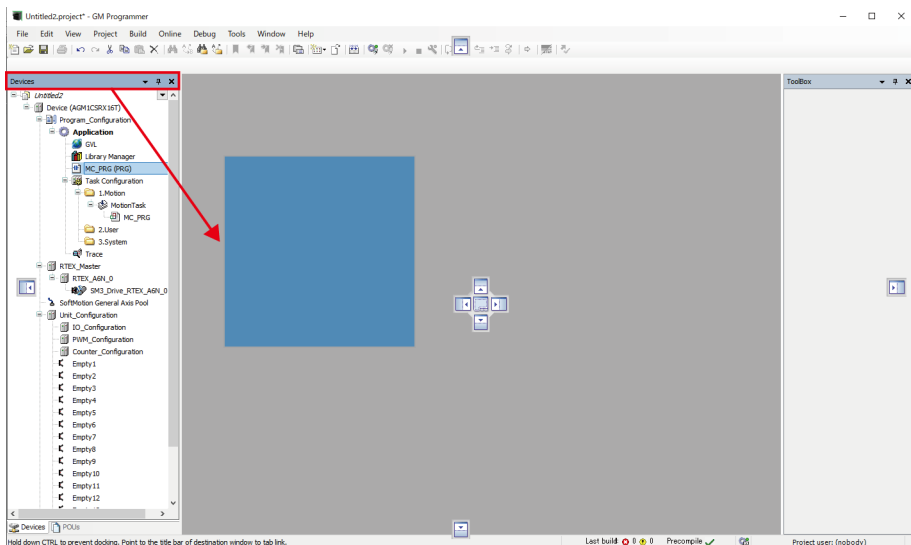 Untitled2.project* - GM Programmer
File Edit View Project Build Online Debug Tools Window Help
Devices
ToolBox
Untitled2
Device (AGM1CSRX16T)
Program_Configuration
Application
GVL
Library Manager
MC_PRG (PRG)
Task Configuration
1.Motion
MotionTask
MC_PRG
2.User
3.System
Trace
RTEX_Master
RTEX_A6N_0
SM3_Drive_RTEX_A6N_0
SoftMotion General Axis Pool
Unit_Configuration
IO_Configuration
PWM_Configuration
Counter_Configuration
Empty1
Empty2
Empty3
Empty4
Empty5
Empty6
Empty7
Empty8
Empty9
Empty10
Empty11
Empty12
Devices POUs
Hold down CTRL to prevent docking. Point to the title bar of destination window to tab link.
Last build: 0 0 Precompile Project user: (nobody)